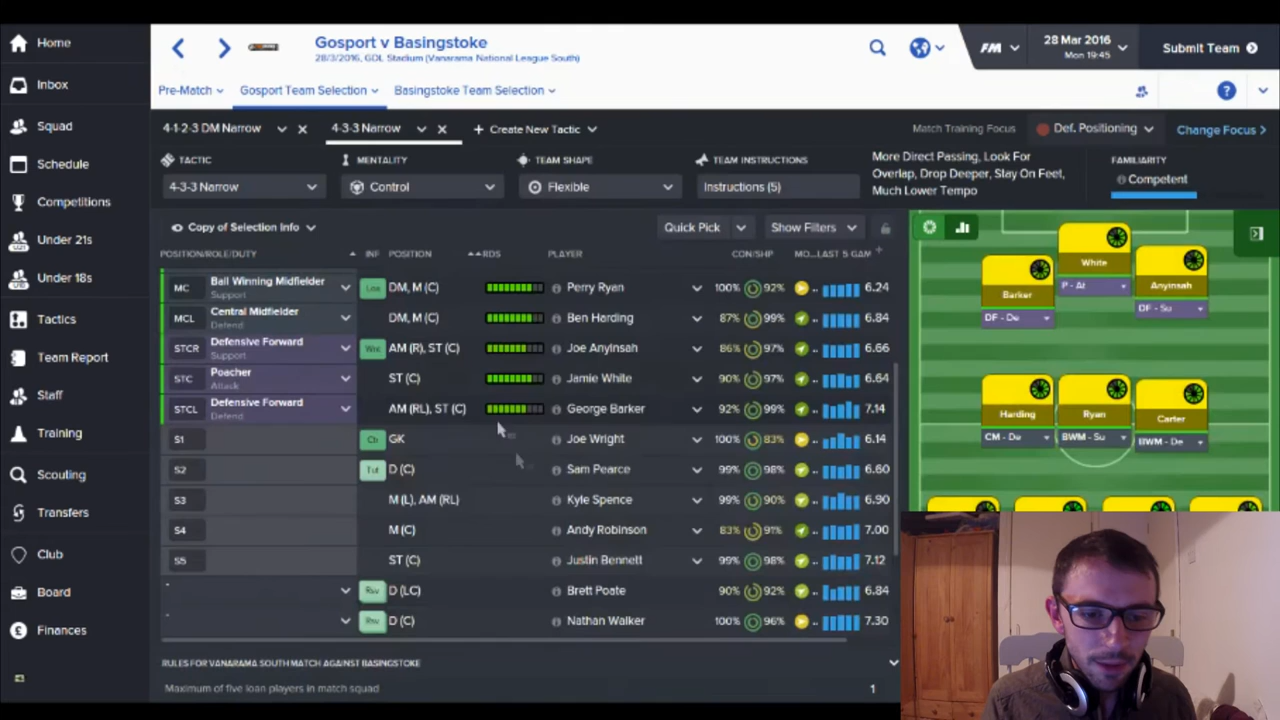 Home
Inbox
Squad
Schedule
Competitions
Under 21s
Under 18s
Tactics
Team Report
Staff
Training
Scouting
Transfers
Club
Board
Finances
Gosport v Basingstoke
28/3/2016, GDL Stadium (Vanarama National League South)
FM
28 Mar 2016
Mon 19:45
Submit Team
Pre-Match
Gosport Team Selection
Basingstoke Team Selection
?
4-1-2-3 DM Narrow
4-3-3 Narrow
+ Create New Tactic
Match Training Focus
Def. Positioning
Change Focus
TACTIC
MENTALITY
TEAM SHAPE
TEAM INSTRUCTIONS
4-3-3 Narrow
Control
Flexible
Instructions (5)
More Direct Passing, Look For
Overlap, Drop Deeper, Stay On Feet,
Much Lower Tempo
FAMILIARITY
Competent
Copy of Selection Info
Quick Pick
Show Filters
POSITION/ROLE/DUTY INF POSITION RDS PLAYER CON/SHP MO... LAST 5 GAM
MC Ball Winning Midfielder Support Loa DM, M (C) Perry Ryan 100% 92% 6.24
MCL Central Midfielder Defend DM, M (C) Ben Harding 87% 99% 6.84
STCR Defensive Forward Support Wnt AM (R), ST (C) Joe Anyinsah 86% 97% 6.66
STC Poacher Attack ST (C) Jamie White 90% 97% 6.64
STCL Defensive Forward Defend AM (RL), ST (C) George Barker 92% 99% 7.14
S1 GK Joe Wright 100% 83% 6.14
S2 Tut D (C) Sam Pearce 99% 98% 6.60
S3 M (L), AM (RL) Kyle Spence 99% 90% 6.90
S4 M (C) Andy Robinson 83% 91% 7.00
S5 ST (C) Justin Bennett 99% 98% 7.12
- Rsv D (LC) Brett Poate 90% 92% 6.84
- Rsv D (C) Nathan Walker 100% 96% 7.30
RULES FOR VANARAMA SOUTH MATCH AGAINST BASINGSTOKE
Maximum of five loan players in match squad 1
White
P - At
Barker
DF - De
Anyinsah
DF - Su
Harding
CM - De
Ryan
BWM - Su
Carter
BWM - De